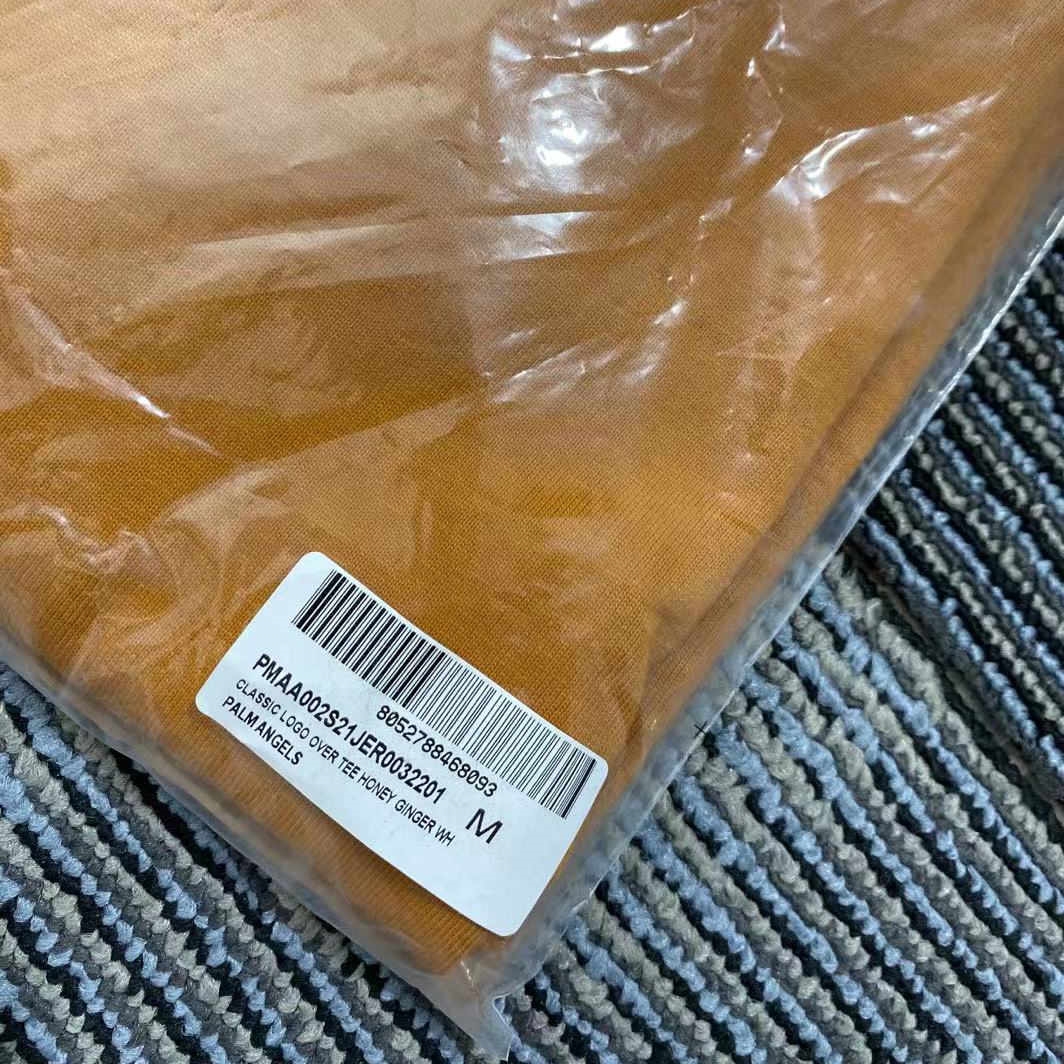 8052788468093
PMAA002S21JER0032201 M
CLASSIC LOGO OVER TEE HONEY GINGER WH
PALM ANGELS